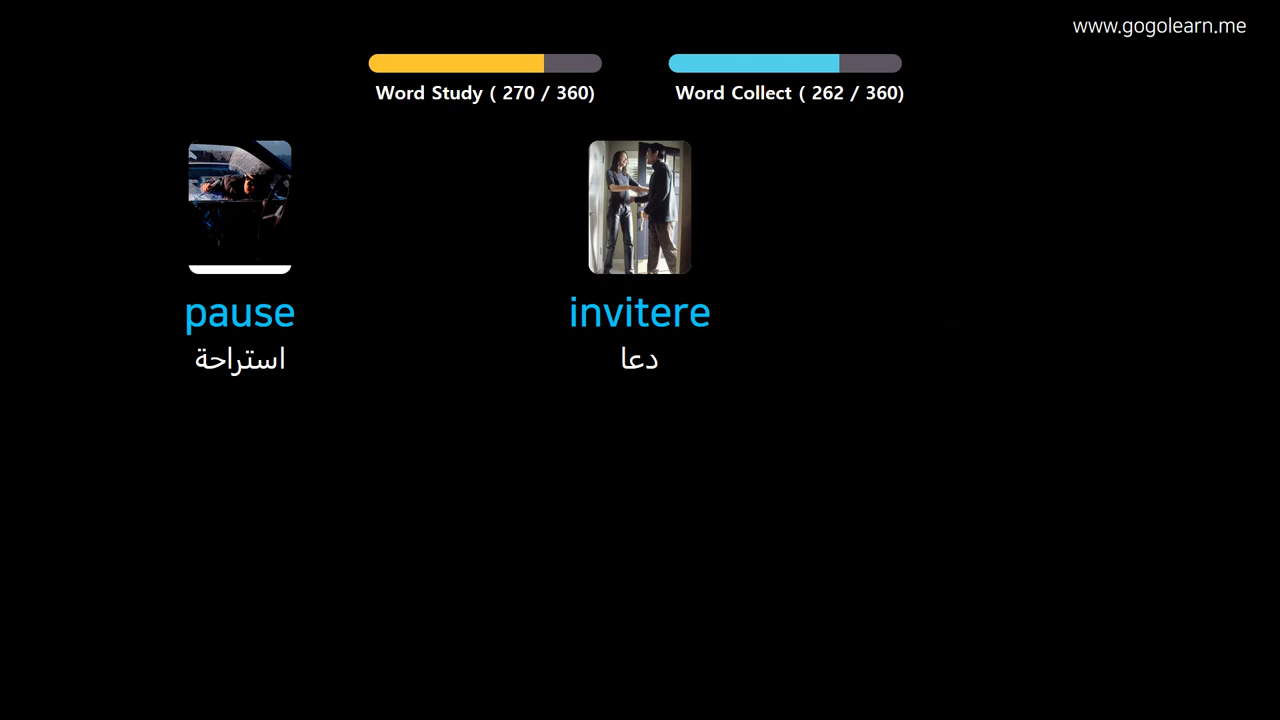 www.gogolearn.me
Word Study ( 270 / 360)
Word Collect ( 262 / 360)
pause
استراحة
invitere
دعا